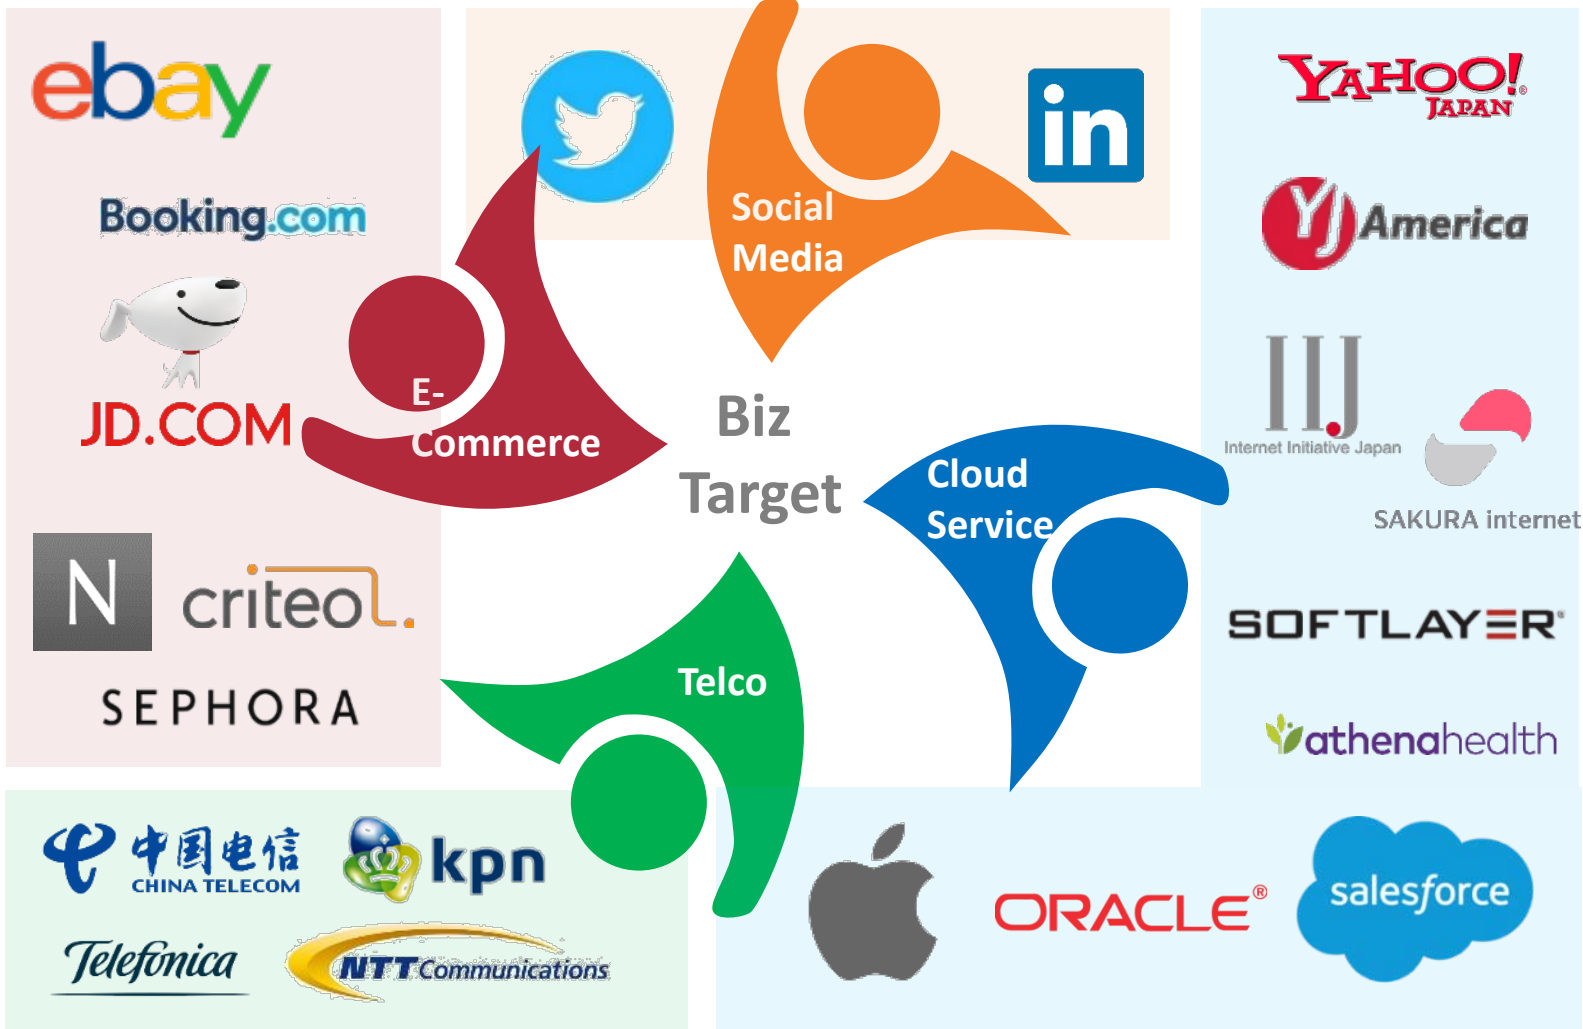 ebay
Booking.com
JD.COM
N
criteo
SEPHORA
in
Social
Media
E-
Commerce
Biz
Target
Cloud
Service
Telco
YAHOO!
JAPAN
YJ America
IIJ
Internet Initiative Japan
SAKURA internet
SOFTLAYER®
athenahealth
中国电信
CHINA TELECOM
kpn
Telefónica
NTT Communications
ORACLE®
salesforce